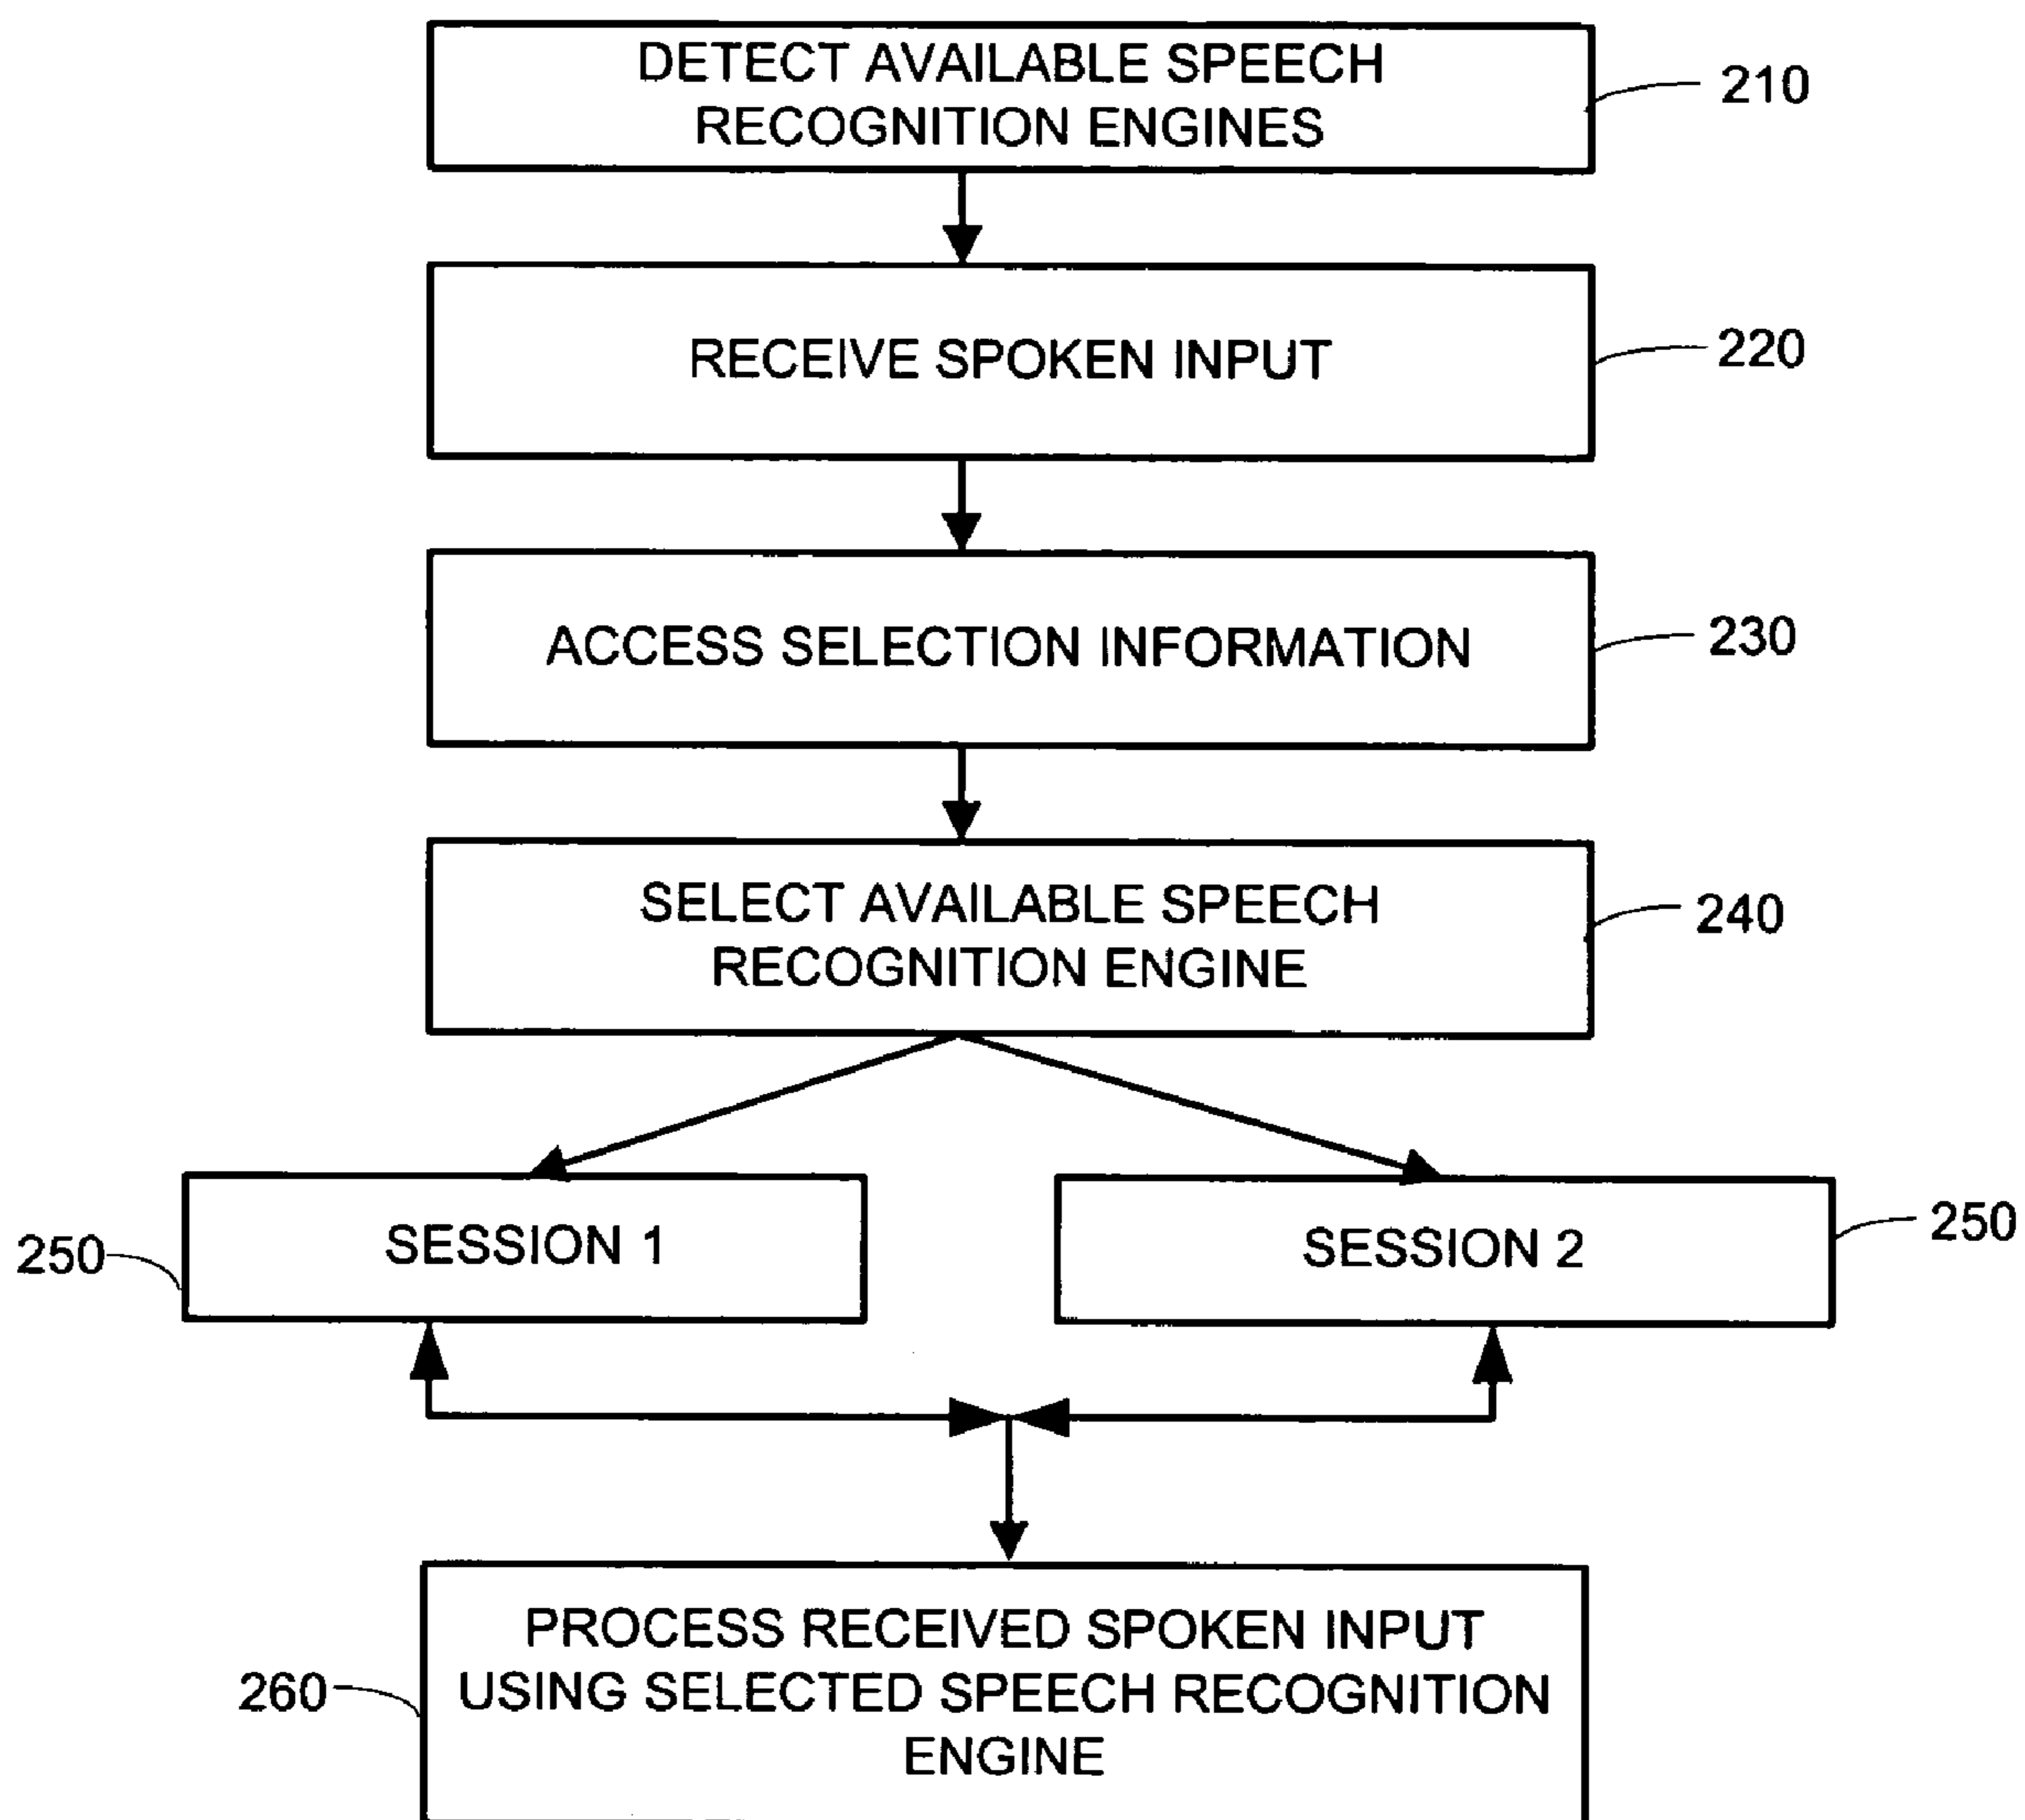 DETECT AVAILABLE SPEECH
RECOGNITION ENGINES
210
RECEIVE SPOKEN INPUT
220
ACCESS SELECTION INFORMATION
230
SELECT AVAILABLE SPEECH
RECOGNITION ENGINE
240
250
SESSION 1
SESSION 2
250
PROCESS RECEIVED SPOKEN INPUT
260
USING SELECTED SPEECH RECOGNITION
ENGINE